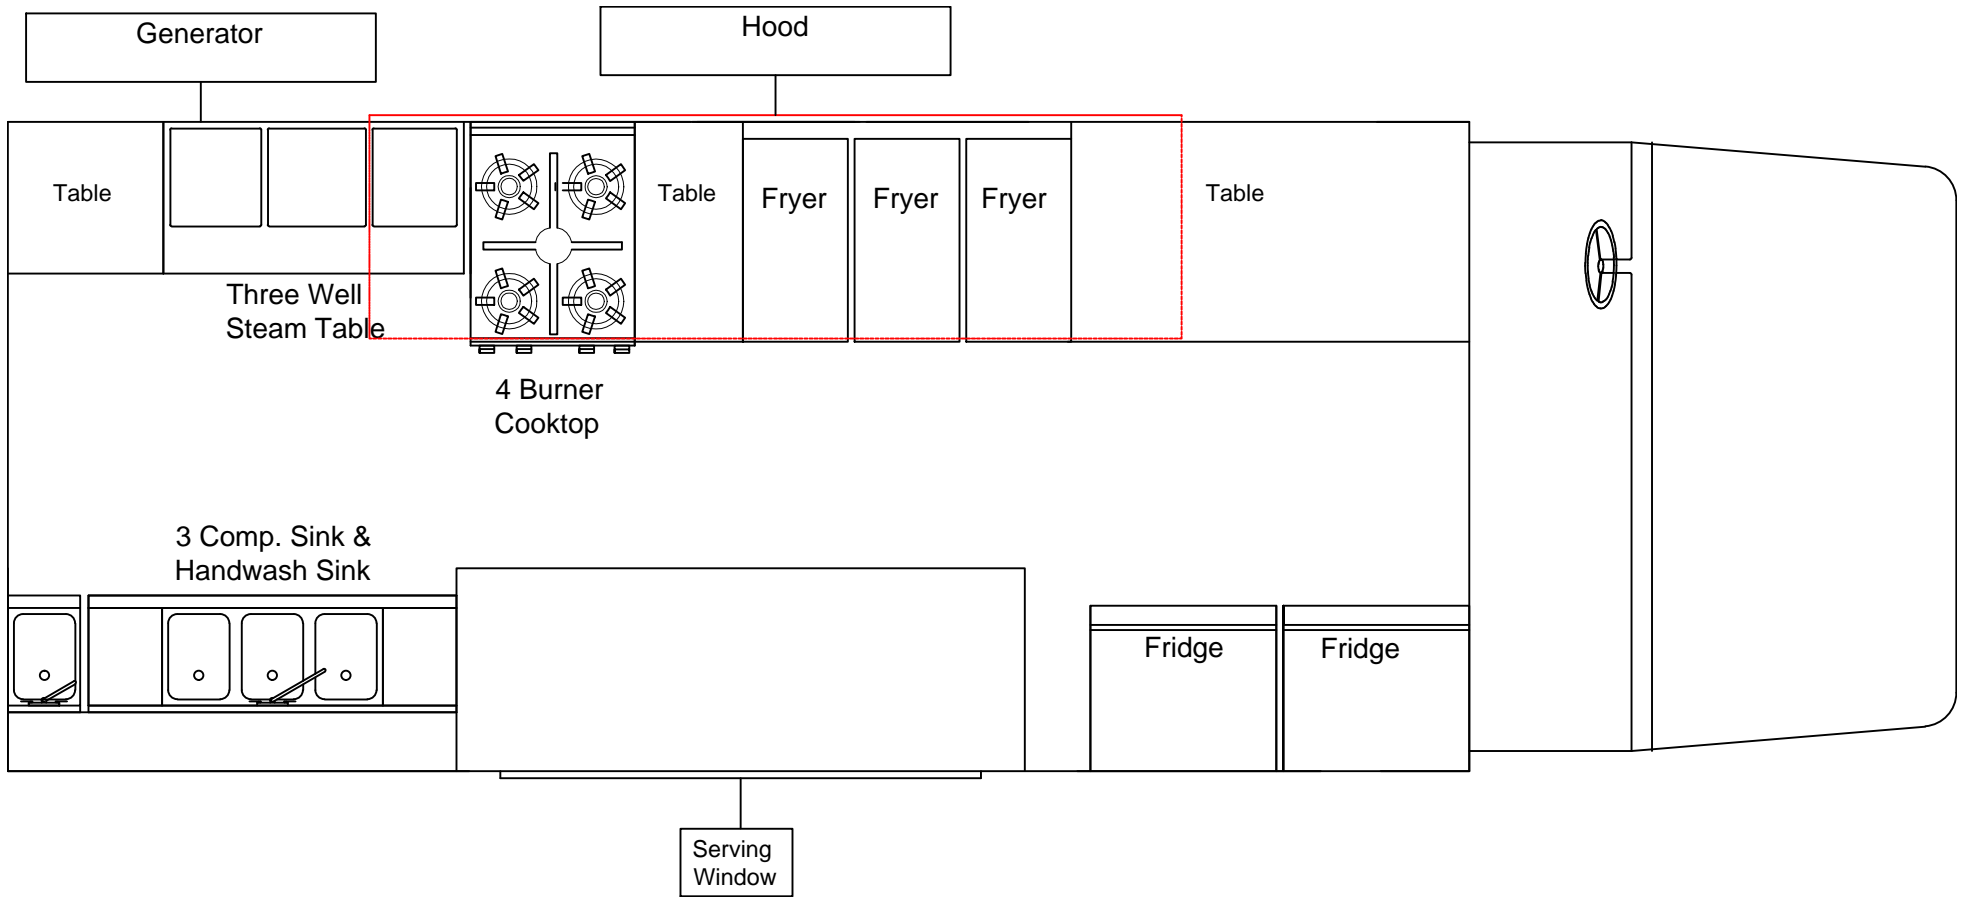 Generator
Hood
Table
Table
Fryer
Fryer
Fryer
Table
Three Well
Steam Table
4 Burner
Cooktop
3 Comp. Sink &
Handwash Sink
Fridge
Fridge
Serving
Window